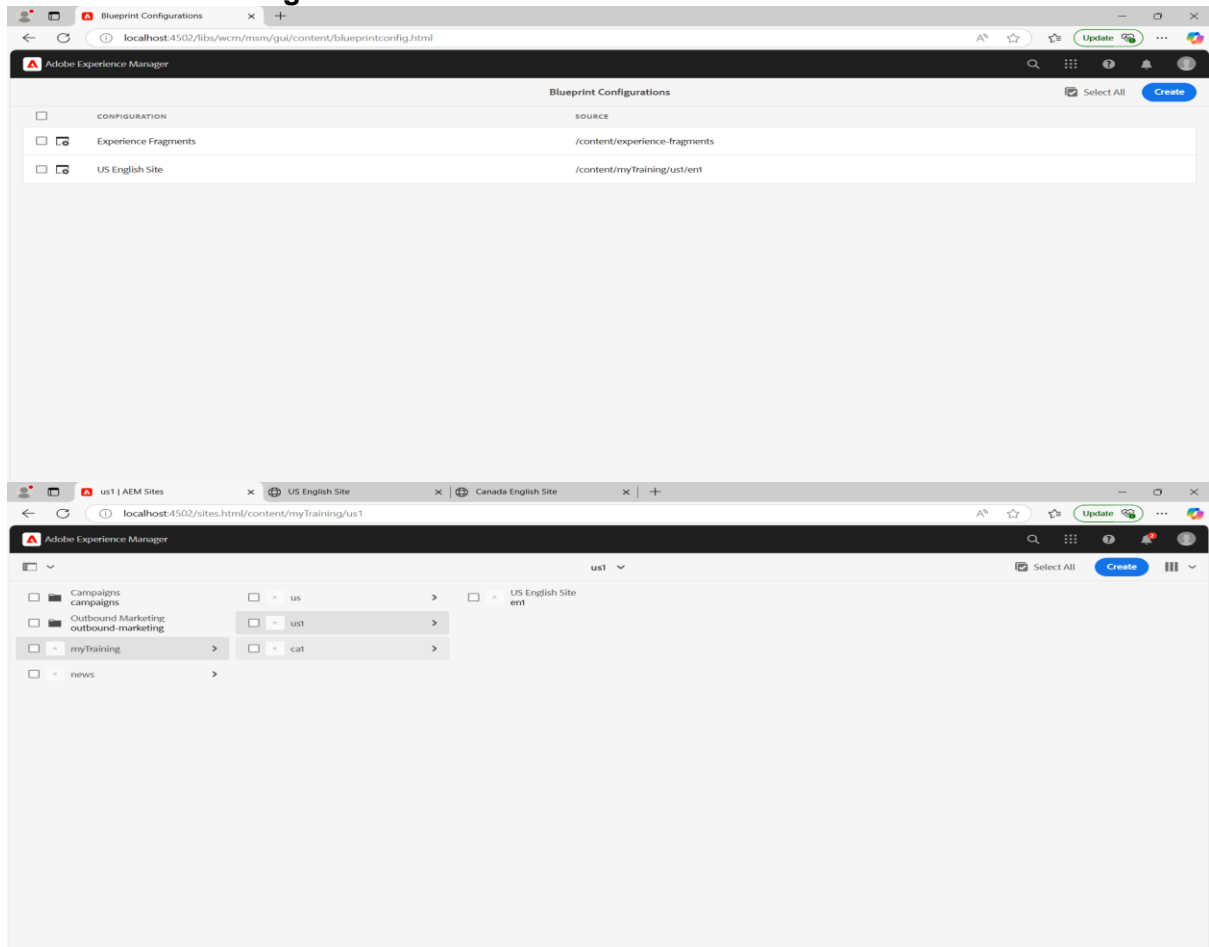 Blueprint Configurations
localhost:4502/libs/wcm/msm/gui/content/blueprintconfig.html
Update
Adobe Experience Manager
Blueprint Configurations
Select All
Create
CONFIGURATION SOURCE
Experience Fragments /content/experience-fragments
US English Site /content/myTraining/us1/en1
us1 | AEM Sites US English Site Canada English Site
localhost:4502/sites.html/content/myTraining/us1
Update
Adobe Experience Manager
2
us1
Select All
Create
Campaigns
campaigns
Outbound Marketing
outbound-marketing
myTraining
news
us
us1
ca1
US English Site
en1